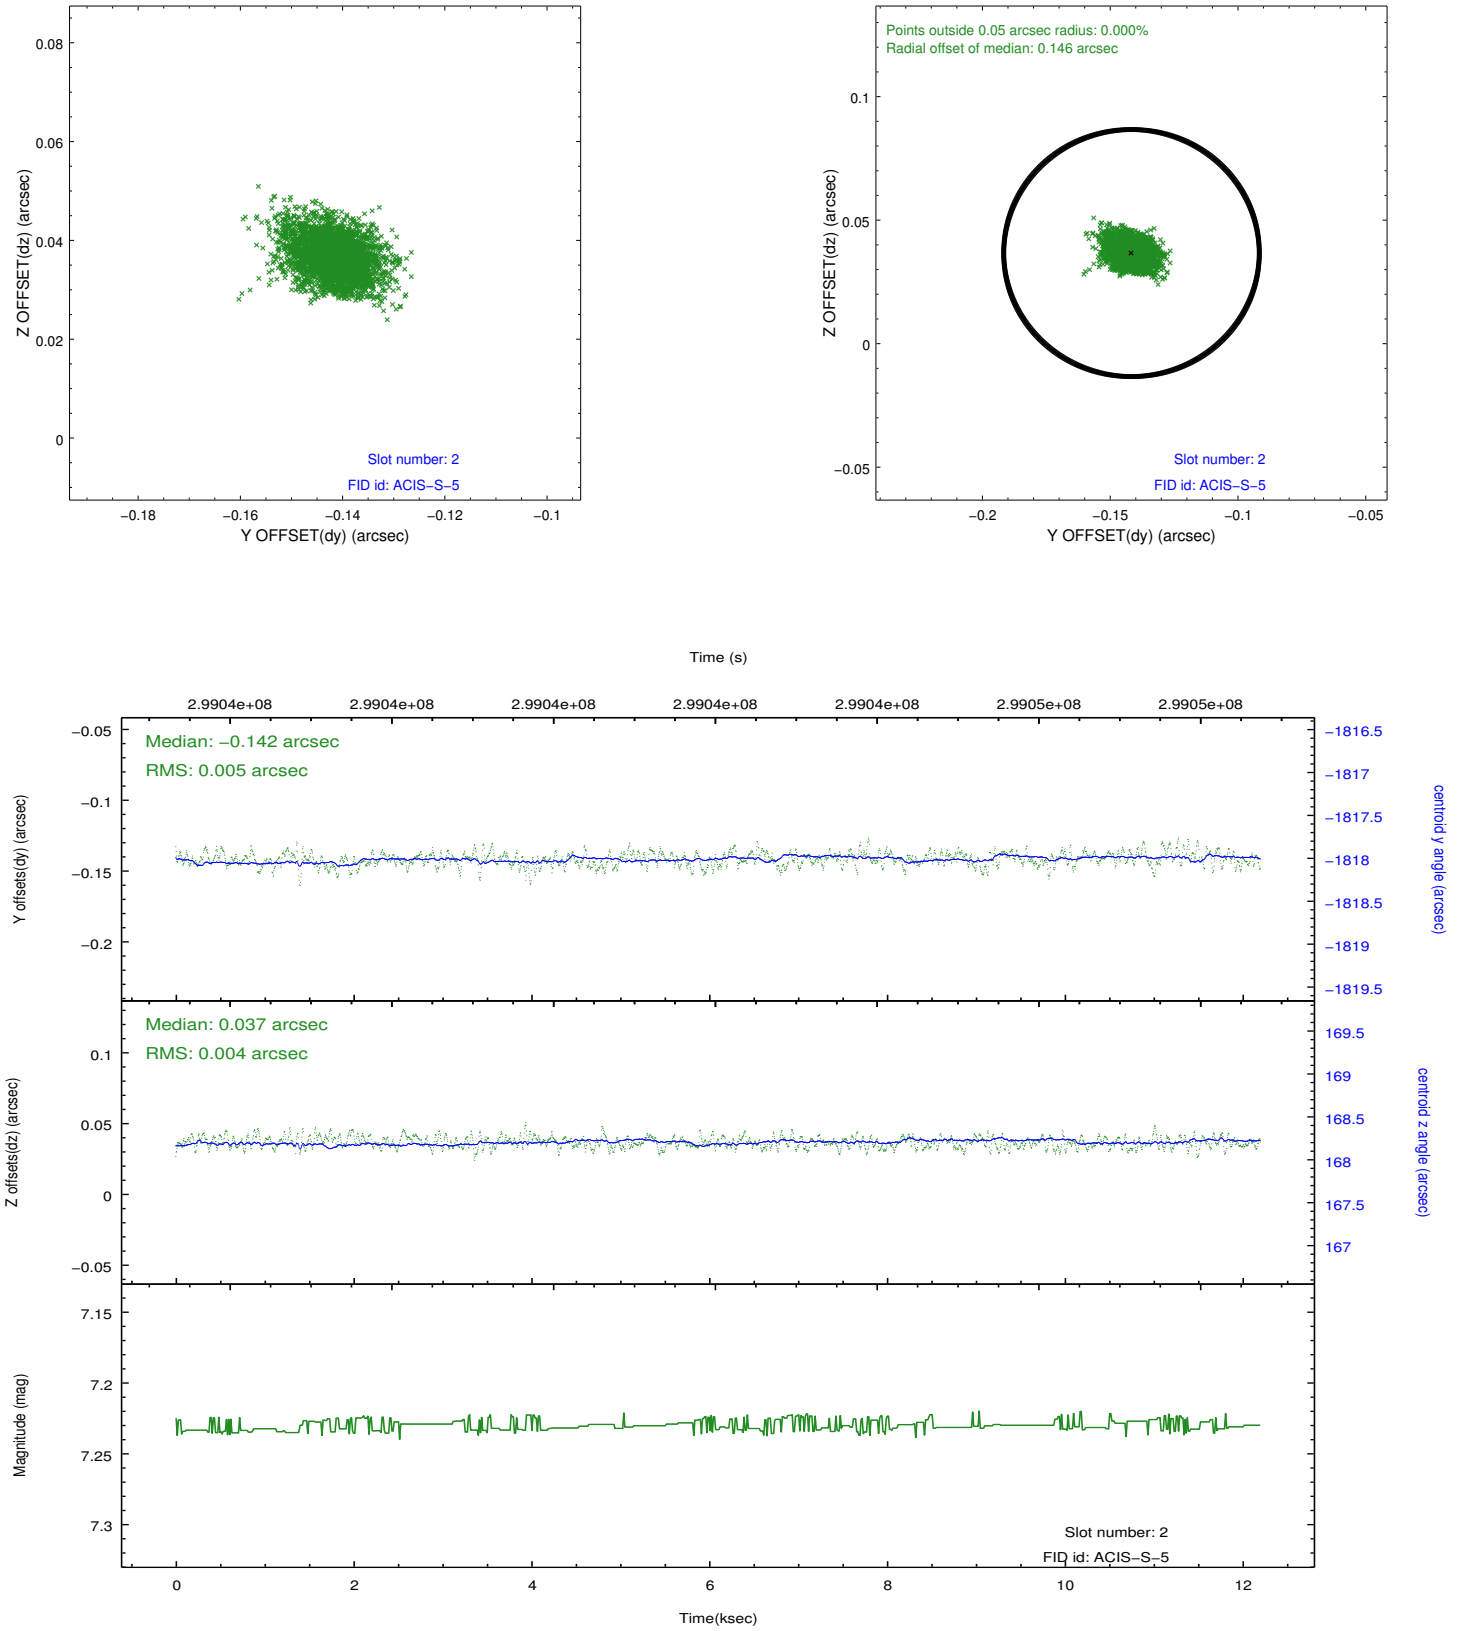 0.08
0.06
0.04
0.02
0
Z OFFSET(dz) (arcsec)
Slot number: 2
FID id: ACIS−S−5
−0.18
−0.16
−0.14
−0.12
−0.1
Y OFFSET(dy) (arcsec)
Points outside 0.05 arcsec radius: 0.000%
Radial offset of median: 0.146 arcsec
0.1
0.05
0
−0.05
Z OFFSET(dz) (arcsec)
Slot number: 2
FID id: ACIS−S−5
−0.2
−0.15
−0.1
−0.05
Y OFFSET(dy) (arcsec)
Time (s)
2.9904e+08
2.9904e+08
2.9904e+08
2.9904e+08
2.9904e+08
2.9905e+08
2.9905e+08
Median: −0.142 arcsec
RMS: 0.005 arcsec
−0.05
−0.1
−0.15
−0.2
Y offsets(dy) (arcsec)
−1816.5
−1817
−1817.5
−1818
−1818.5
−1819
−1819.5
centroid y angle (arcsec)
Median: 0.037 arcsec
RMS: 0.004 arcsec
0.1
0.05
0
−0.05
Z offsets(dz) (arcsec)
169.5
169
168.5
168
167.5
167
centroid z angle (arcsec)
7.15
7.2
7.25
7.3
Magnitude (mag)
Slot number: 2
FID id: ACIS−S−5
0
2
4
6
8
10
12
Time(ksec)